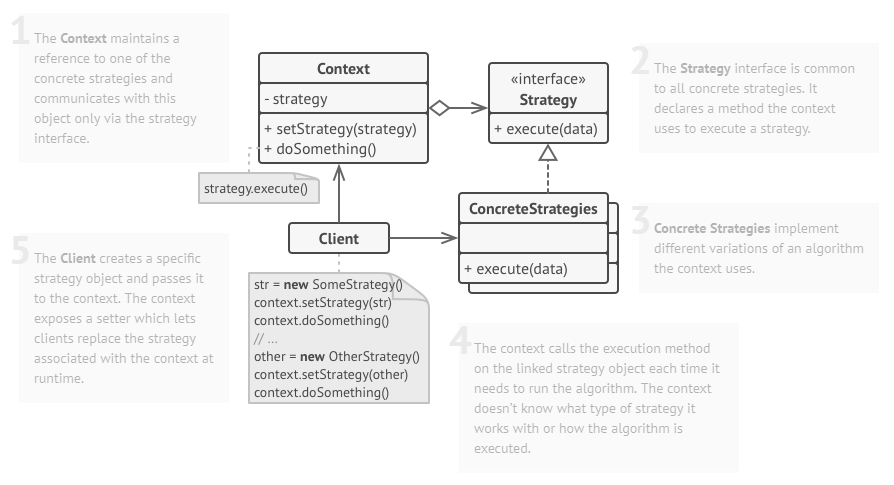 1
The Context maintains a
reference to one of the
concrete strategies and
communicates with this
object only via the strategy
interface.
Context
- strategy
+ setStrategy(strategy)
+ doSomething()
strategy.execute()
«interface»
Strategy
+ execute(data)
2
The Strategy interface is common
to all concrete strategies. It
declares a method the context
uses to execute a strategy.
ConcreteStrategies
+ execute(data)
3
Concrete Strategies implement
different variations of an algorithm
the context uses.
Client
str = new SomeStrategy()
context.setStrategy(str)
context.doSomething()
// ...
other = new OtherStrategy()
context.setStrategy(other)
context.doSomething()
4
The context calls the execution method
on the linked strategy object each time it
needs to run the algorithm. The context
doesn’t know what type of strategy it
works with or how the algorithm is
executed.
5
The Client creates a specific
strategy object and passes it
to the context. The context
exposes a setter which lets
clients replace the strategy
associated with the context at
runtime.